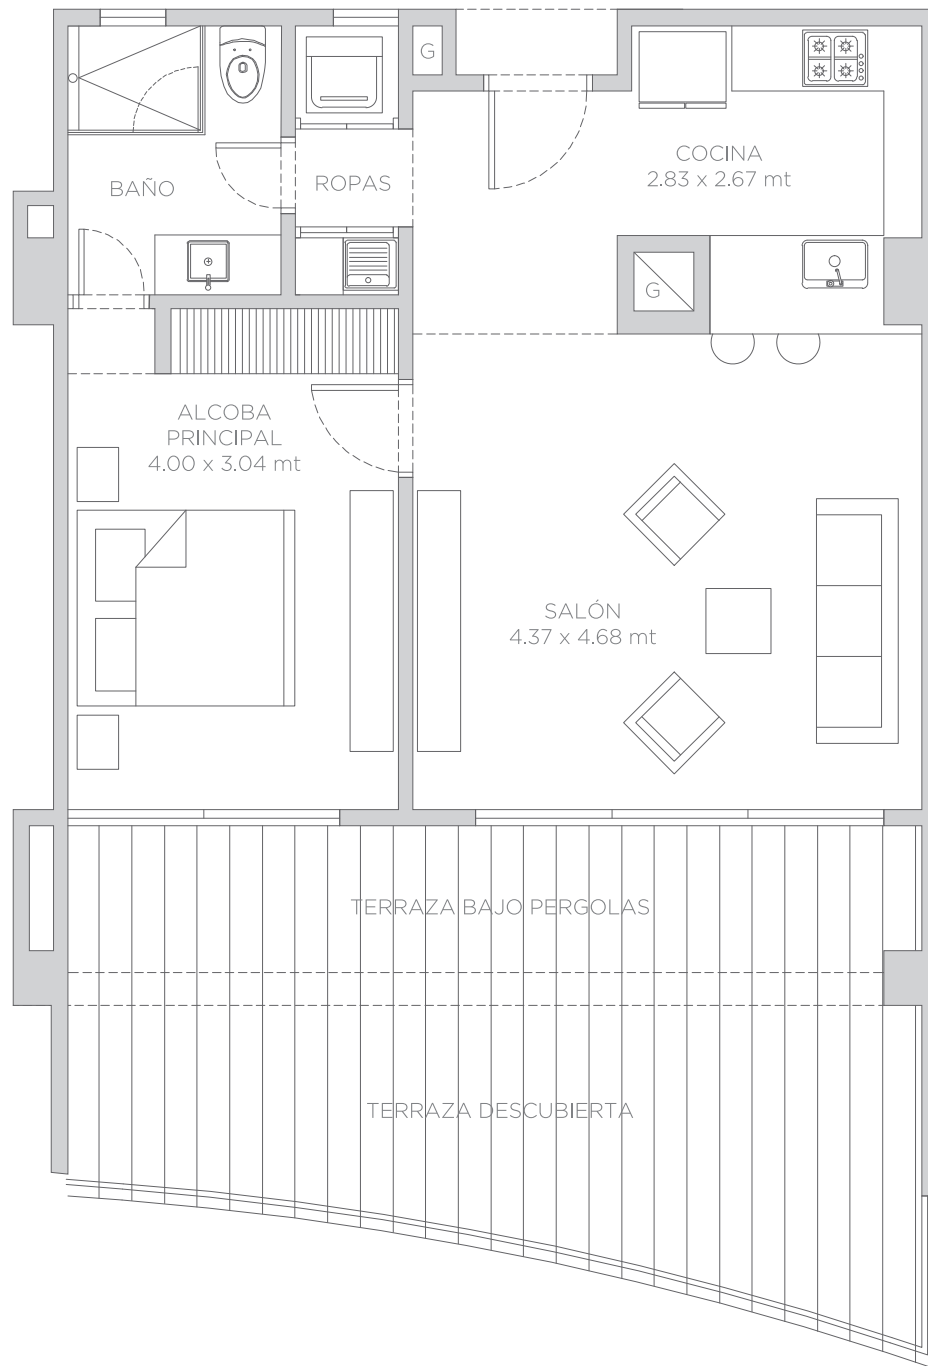 G
COCINA
2.83 x 2.67 mt
BAÑO
ROPAS
G
ALCOBA
PRINCIPAL
4.00 x 3.04 mt
SALÓN
4.37 x 4.68 mt
TERRAZA BAJO PERGOLAS
TERRAZA DESCUBIERTA